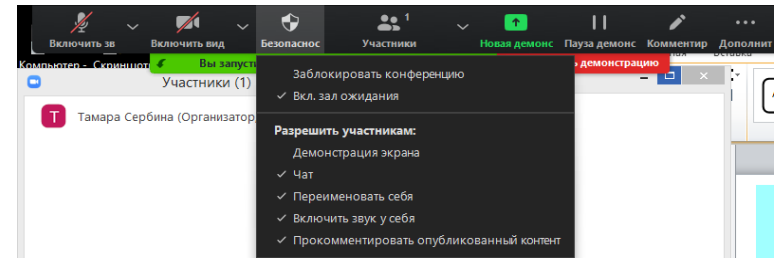 1
Включить зв Включить вид Безопаснос Участники Новая демонс Пауза демонс Комментир Дополнит
Компьютер - Скриншот Вы запусти демонстрацию
Участники (1)
Заблокировать конференцию
Вкл. зал ожидания
T Тамара Сербина (Организатор,
Разрешить участникам:
Демонстрация экрана
Чат
Переименовать себя
Включить звук у себя
Прокомментировать опубликованный контент